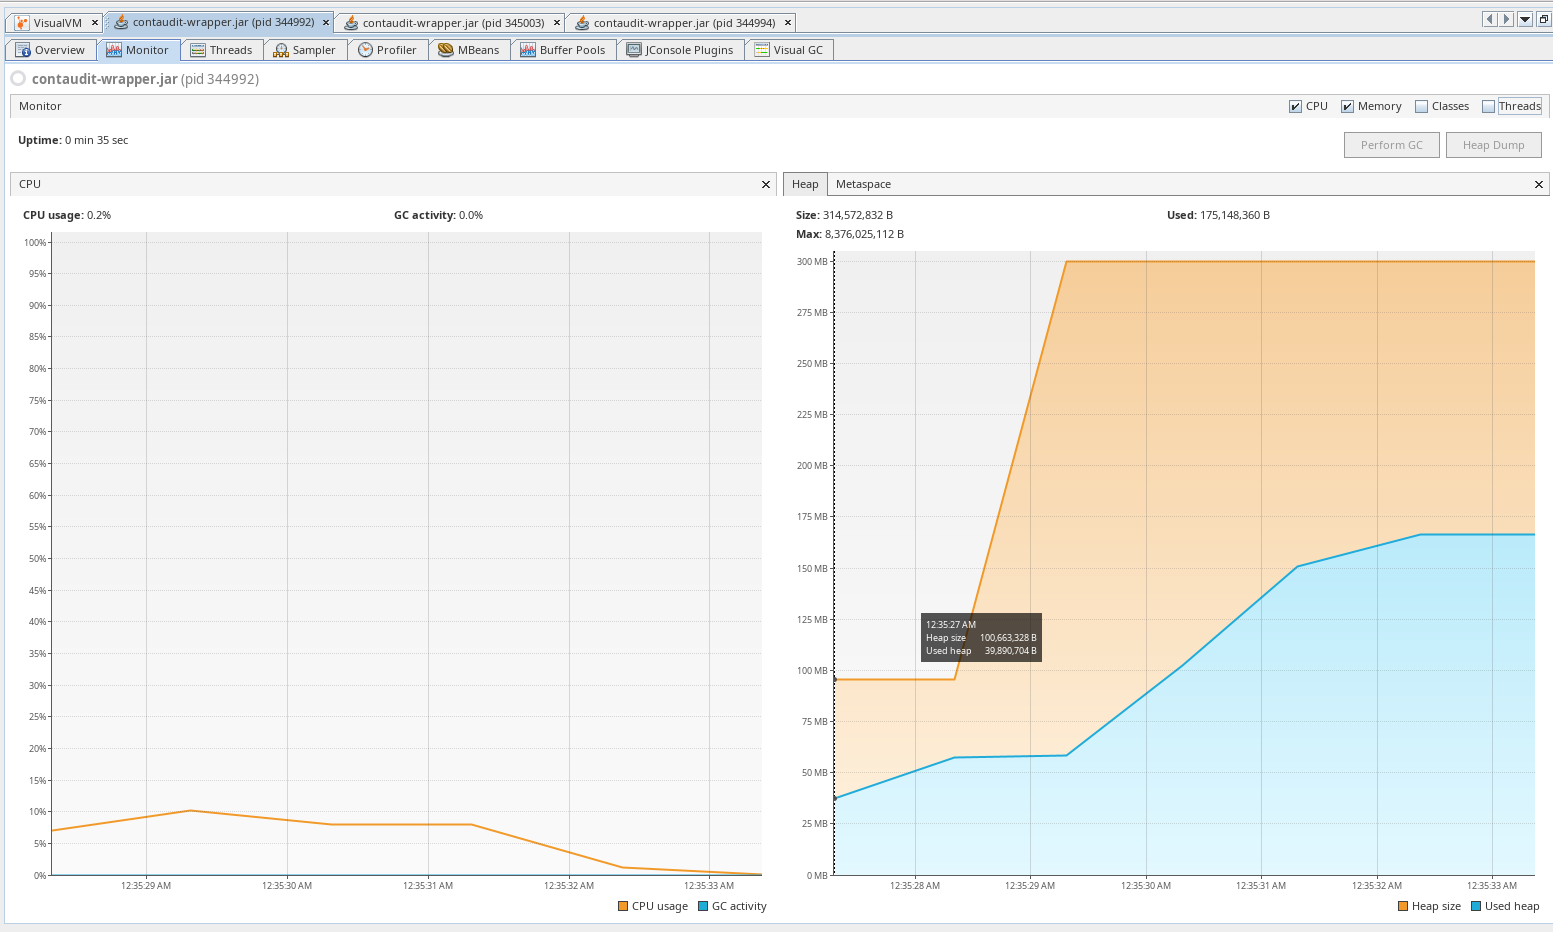 VisualVM
contaudit-wrapper.jar (pid 344992)
contaudit-wrapper.jar (pid 345003)
contaudit-wrapper.jar (pid 344994)
Overview
Monitor
Threads
Sampler
Profiler
MBeans
Buffer Pools
JConsole Plugins
Visual GC
contaudit-wrapper.jar (pid 344992)
Monitor
CPU
Memory
Classes
Threads
Uptime: 0 min 35 sec
Perform GC
Heap Dump
CPU
CPU usage: 0.2%
GC activity: 0.0%
100%
95%
90%
85%
80%
75%
70%
65%
60%
55%
50%
45%
40%
35%
30%
25%
20%
15%
10%
5%
0%
12:35:29 AM
12:35:30 AM
12:35:31 AM
12:35:32 AM
12:35:33 AM
CPU usage
GC activity
Heap
Metaspace
Size: 314,572,832 B
Used: 175,148,360 B
Max: 8,376,025,112 B
300 MB
275 MB
250 MB
225 MB
200 MB
175 MB
150 MB
125 MB
100 MB
75 MB
50 MB
25 MB
0 MB
12:35:27 AM
Heap size 100,663,328 B
Used heap 39,890,704 B
12:35:28 AM
12:35:29 AM
12:35:30 AM
12:35:31 AM
12:35:32 AM
12:35:33 AM
Heap size
Used heap